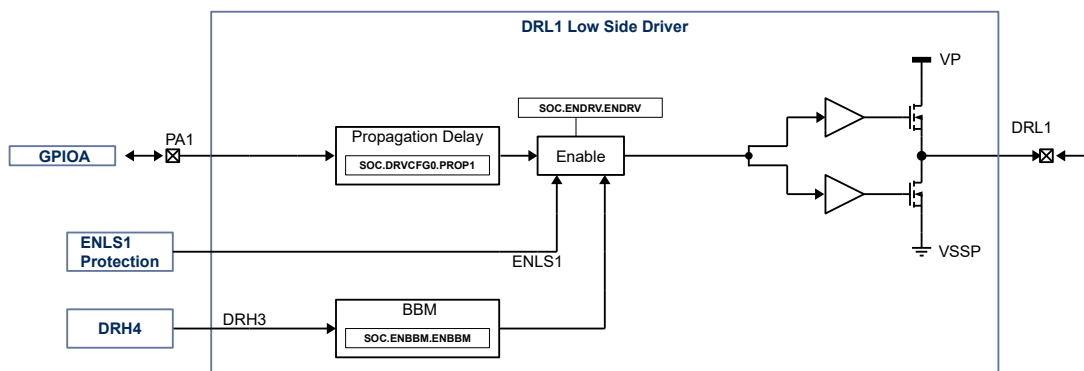 DRL1 Low Side Driver
VP
SOC.ENDRV.ENDRV
PA1
Propagation Delay
DRL1
GPIOA
SOC.DRVCFG0.PROP1
Enable
ENLS1
Protection
ENLS1
VSSP
BBM
DRH4
DRH3
SOC.ENBBM.ENBBM